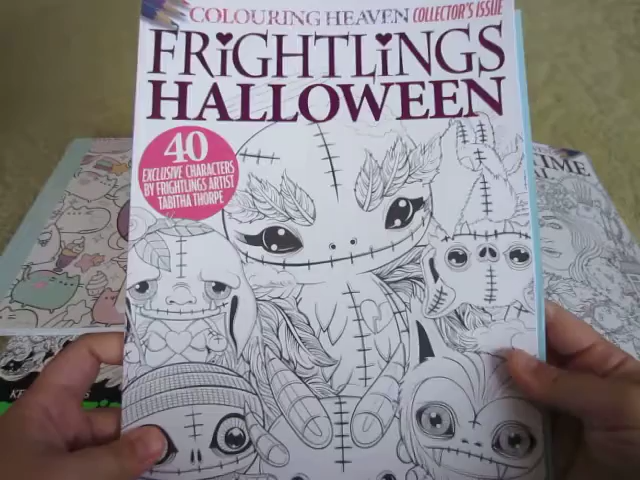 COLOURING HEAVEN COLLECTOR'S ISSUE
FRiGHTLiNGS
HALLOWEEN
40
EXCLUSIVE CHARACTERS
BY FRIGHTLINGS ARTIST
TABITHA THORPE
TIME